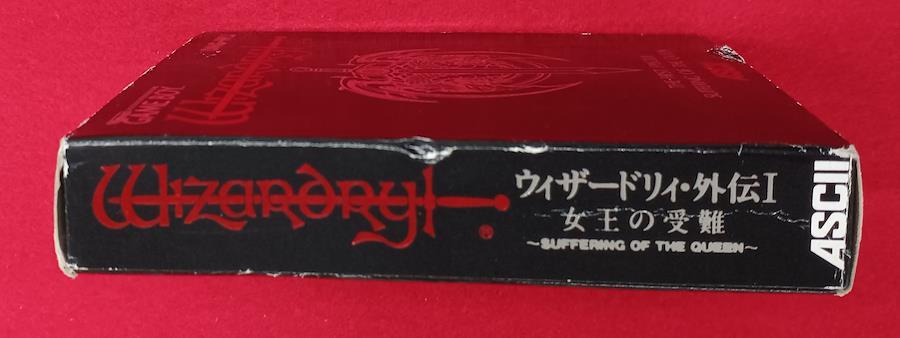 Wizardry®
ウィザードリィ・外伝I
女王の受難
~SUFFERING OF THE QUEEN~
ASCII
GAME BOY
Wizardry